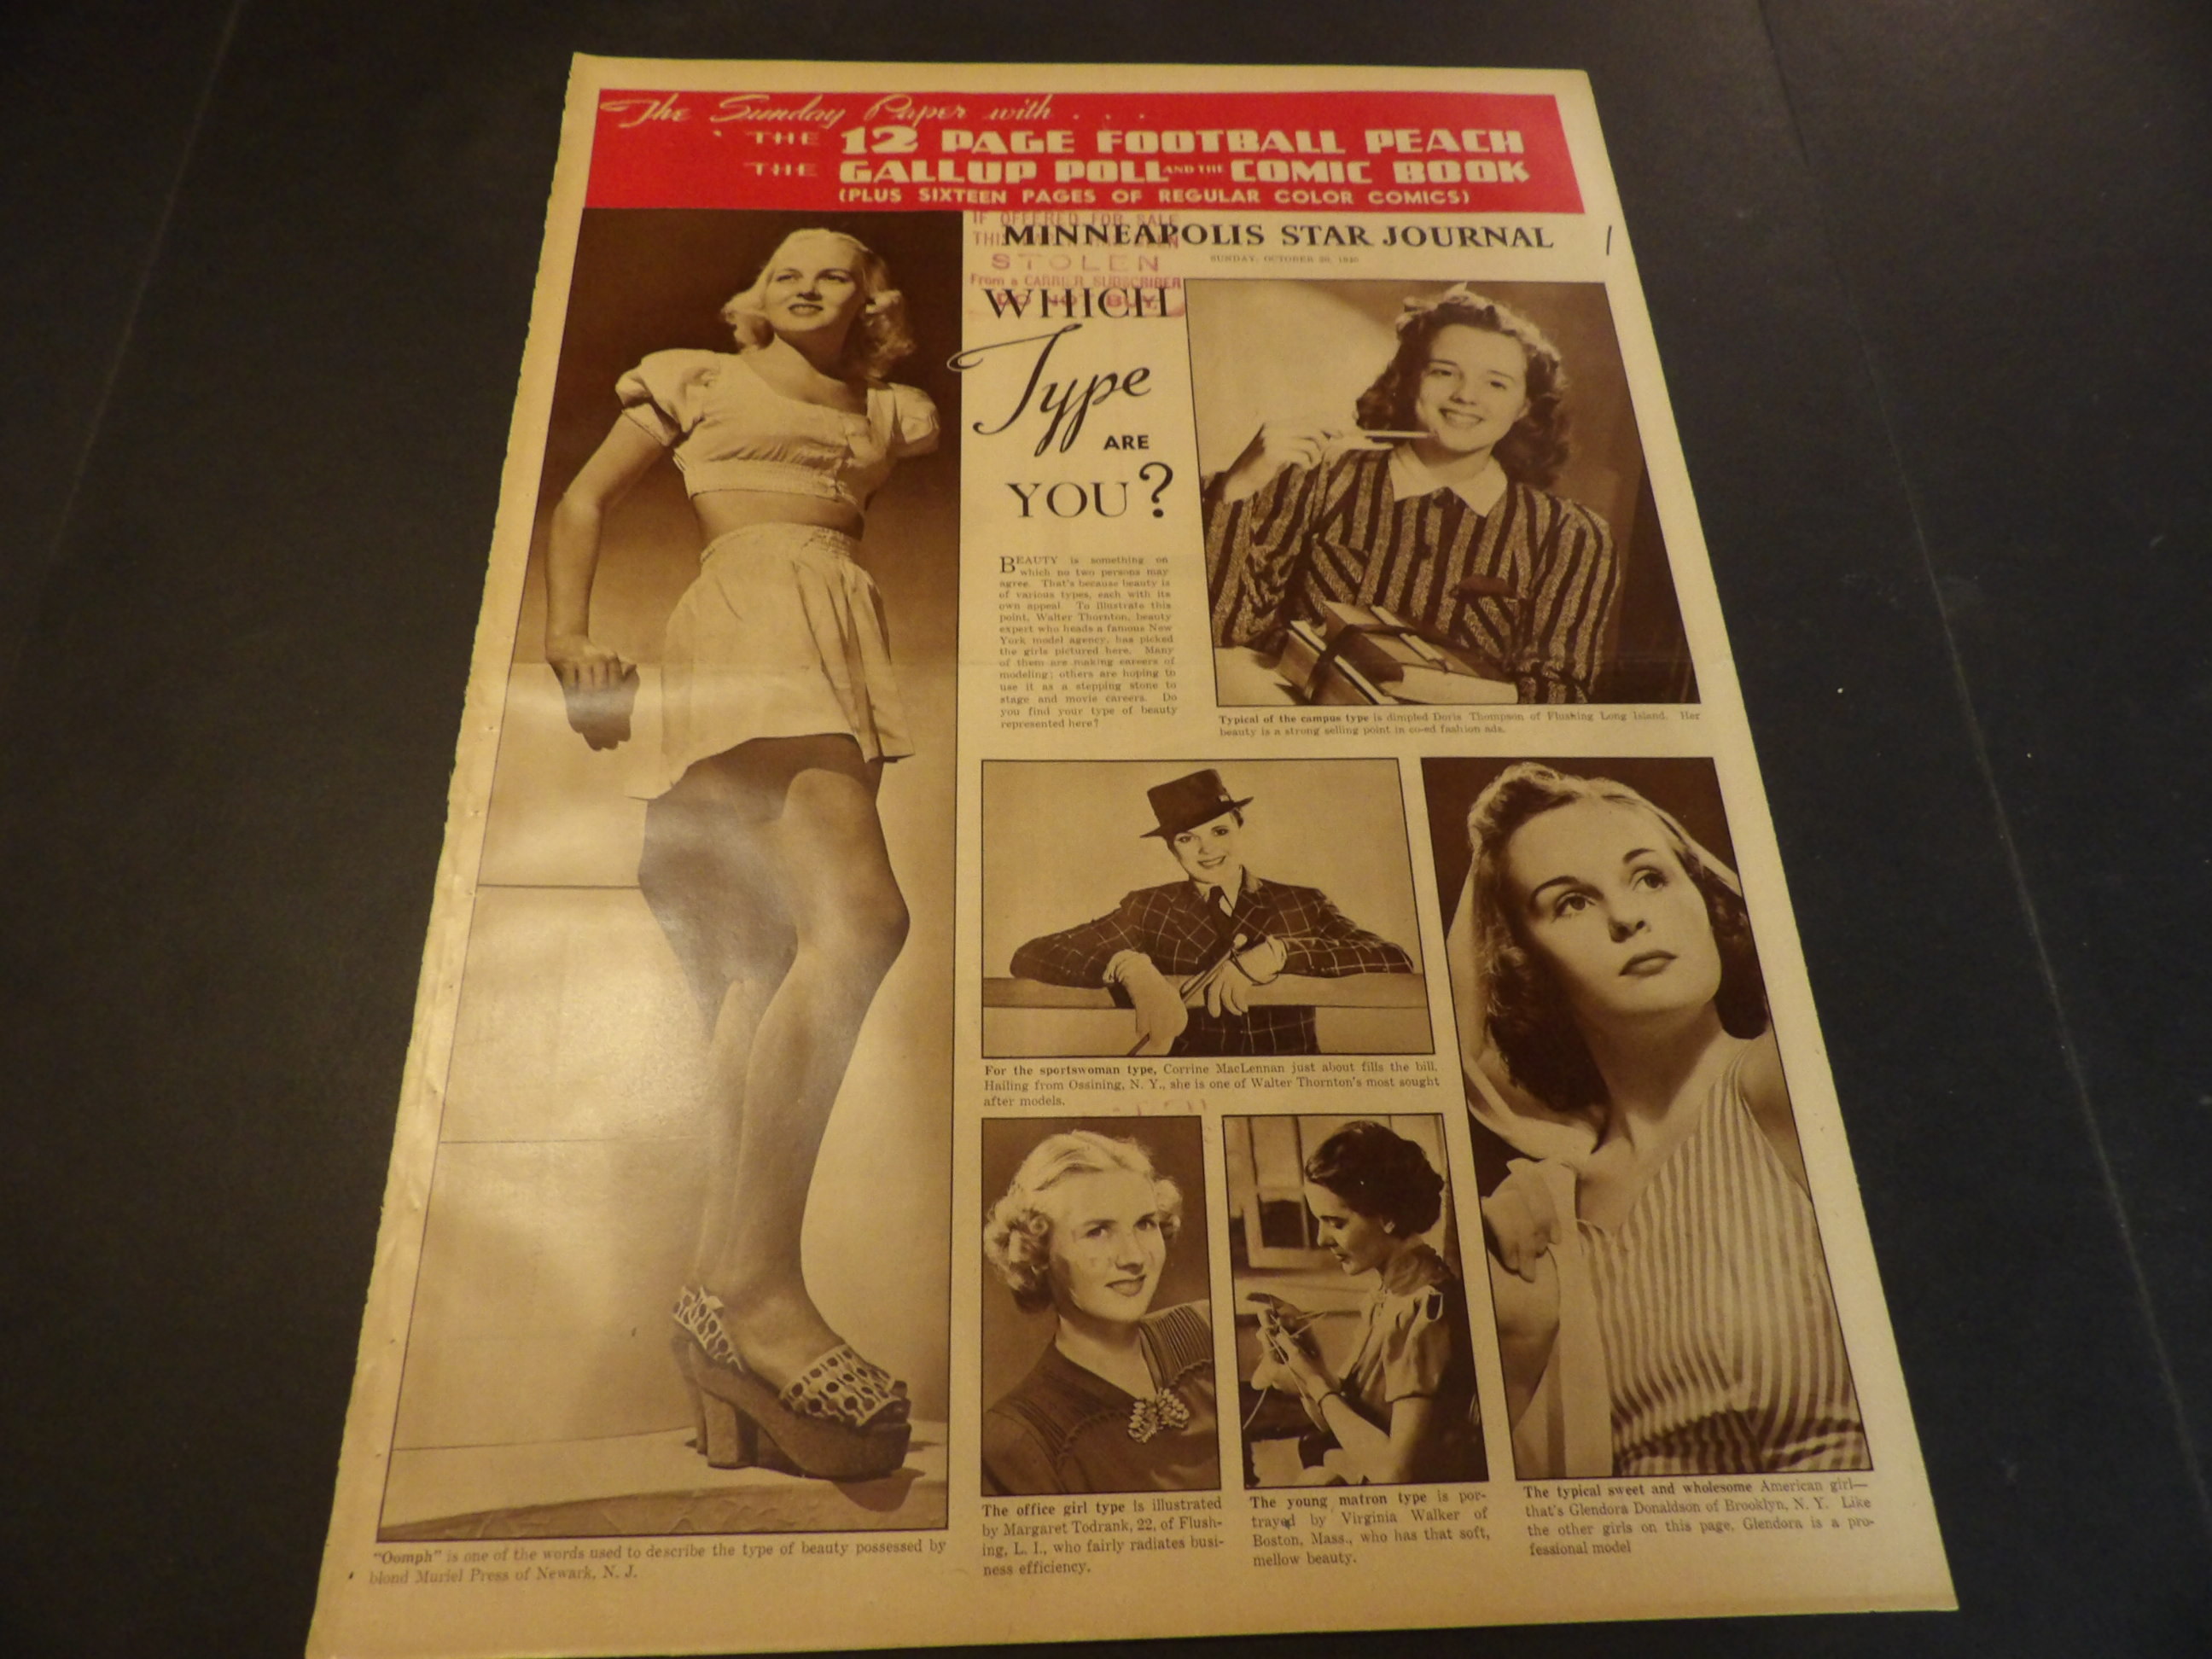 The Sunday Paper with . . .
THE 12 PAGE FOOTBALL PEACH
THE GALLUP POLL AND THE COMIC BOOK
(PLUS SIXTEEN PAGES OF REGULAR COLOR COMICS)
IF OFFERED FOR SALE
STOLEN
From a CARRIER SUBSCRIBER
DO NOT BUY
MINNEAPOLIS STAR JOURNAL
SUNDAY, OCTOBER
WHICH
Type
ARE
YOU?
BEAUTY is something on
which no two persons may
agree. That's because beauty is
of various types, each with its
own appeal. To illustrate this
point, Walter Thornton, beauty
expert who heads a famous New
York model agency, has picked
the girls pictured here. Many
of them are making careers of
modeling; others are hoping to
use it as a stepping stone to
stage and movie careers. Do
you find your type of beauty
represented here?
Typical of the campus type is dimpled Doris Thompson of Flushing Long Island. Her
beauty is a strong selling point in co-ed fashion ads.
For the sportswoman type, Corrine MacLennan just about fills the bill.
Hailing from Ossining, N. Y., she is one of Walter Thornton's most sought
after models.
"Oomph" is one of the words used to describe the type of beauty possessed by
blond Muriel Press of Newark, N. J.
The office girl type is illustrated
by Margaret Todrank, 22, of Flush-
ing, L. I., who fairly radiates busi-
ness efficiency.
The young matron type is por-
trayed by Virginia Walker of
Boston, Mass., who has that soft,
mellow beauty.
The typical sweet and wholesome American girl—
that's Glendora Donaldson of Brooklyn, N. Y. Like
the other girls on this page, Glendora is a pro-
fessional model